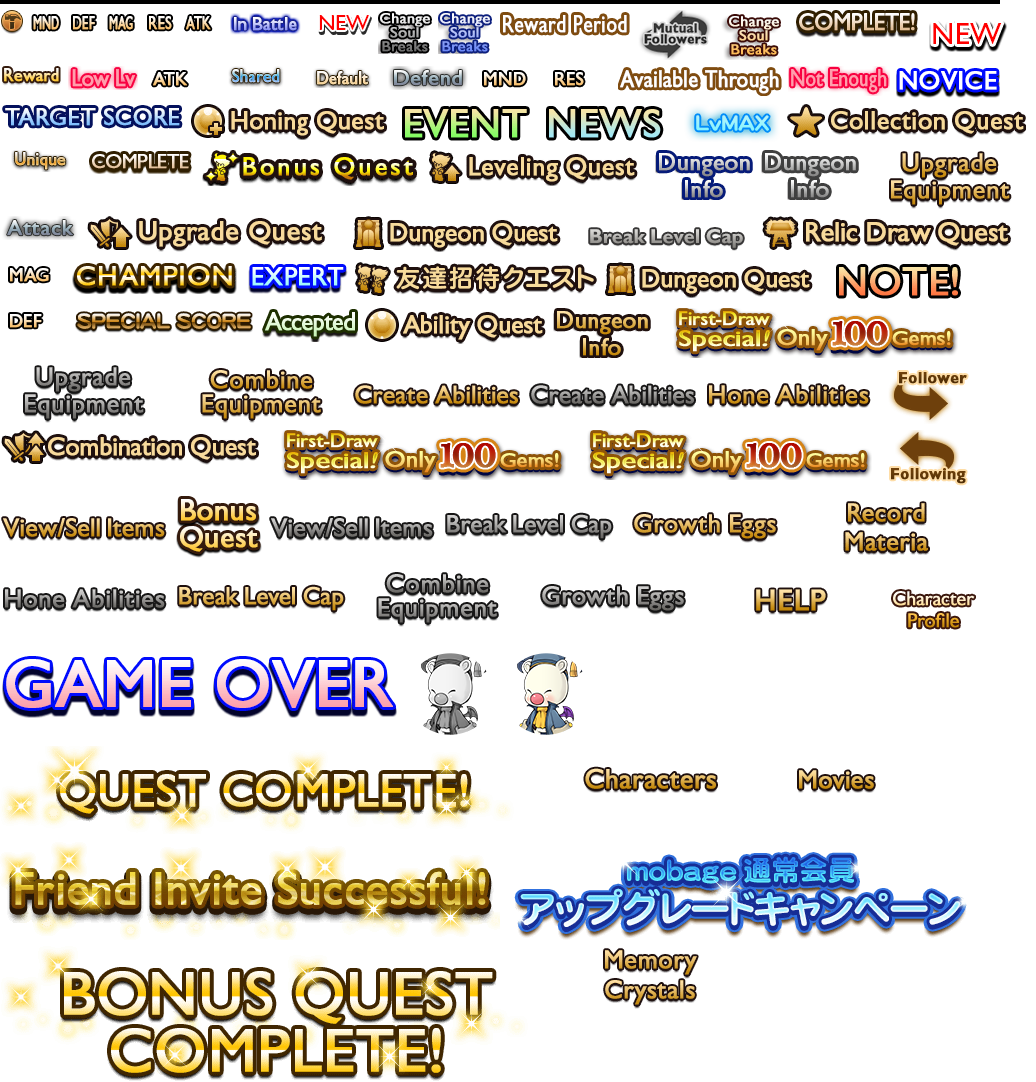 T MND DEF MAG RES ATK In Battle NEW Change Soul Breaks Change Soul Breaks Reward Period Mutual Followers Change Soul Breaks COMPLETE! NEW
Reward Low Lv ATK Shared Default Defend MND RES Available Through Not Enough NOVICE
TARGET SCORE Honing Quest EVENT NEWS LvMAX Collection Quest
Unique COMPLETE Bonus Quest Leveling Quest Dungeon Info Dungeon Info Upgrade Equipment
Attack Upgrade Quest Dungeon Quest Break Level Cap Relic Draw Quest
MAG CHAMPION EXPERT 友達招待クエスト Dungeon Quest NOTE!
DEF SPECIAL SCORE Accepted Ability Quest Dungeon Info First-Draw Special! Only 100 Gems!
Upgrade Equipment Combine Equipment Create Abilities Create Abilities Hone Abilities Follower
Combination Quest First-Draw Special! Only 100 Gems! First-Draw Special! Only 100 Gems! Following
View/Sell Items Bonus Quest View/Sell Items Break Level Cap Growth Eggs Record Materia
Hone Abilities Break Level Cap Combine Equipment Growth Eggs HELP Character Profile
GAME OVER
QUEST COMPLETE! Characters Movies
Friend Invite Successful!
mobage 通常会員
アップグレードキャンペーン
Memory
Crystals
BONUS QUEST
COMPLETE!